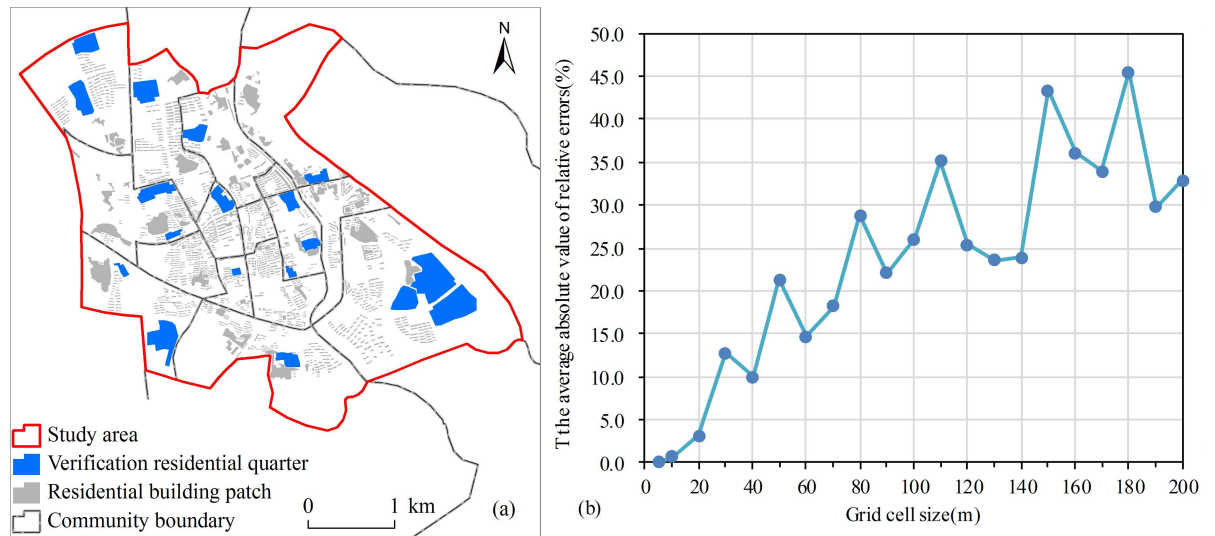 N
Study area
Verification residential quarter
Residential building patch
Community boundary
0 1 km
(a)
T the average absolute value of relative errors(%)
50.0
45.0
40.0
35.0
30.0
25.0
20.0
15.0
10.0
5.0
0.0
0 20 40 60 80 100 120 140 160 180 200
Grid cell size(m)
(b)